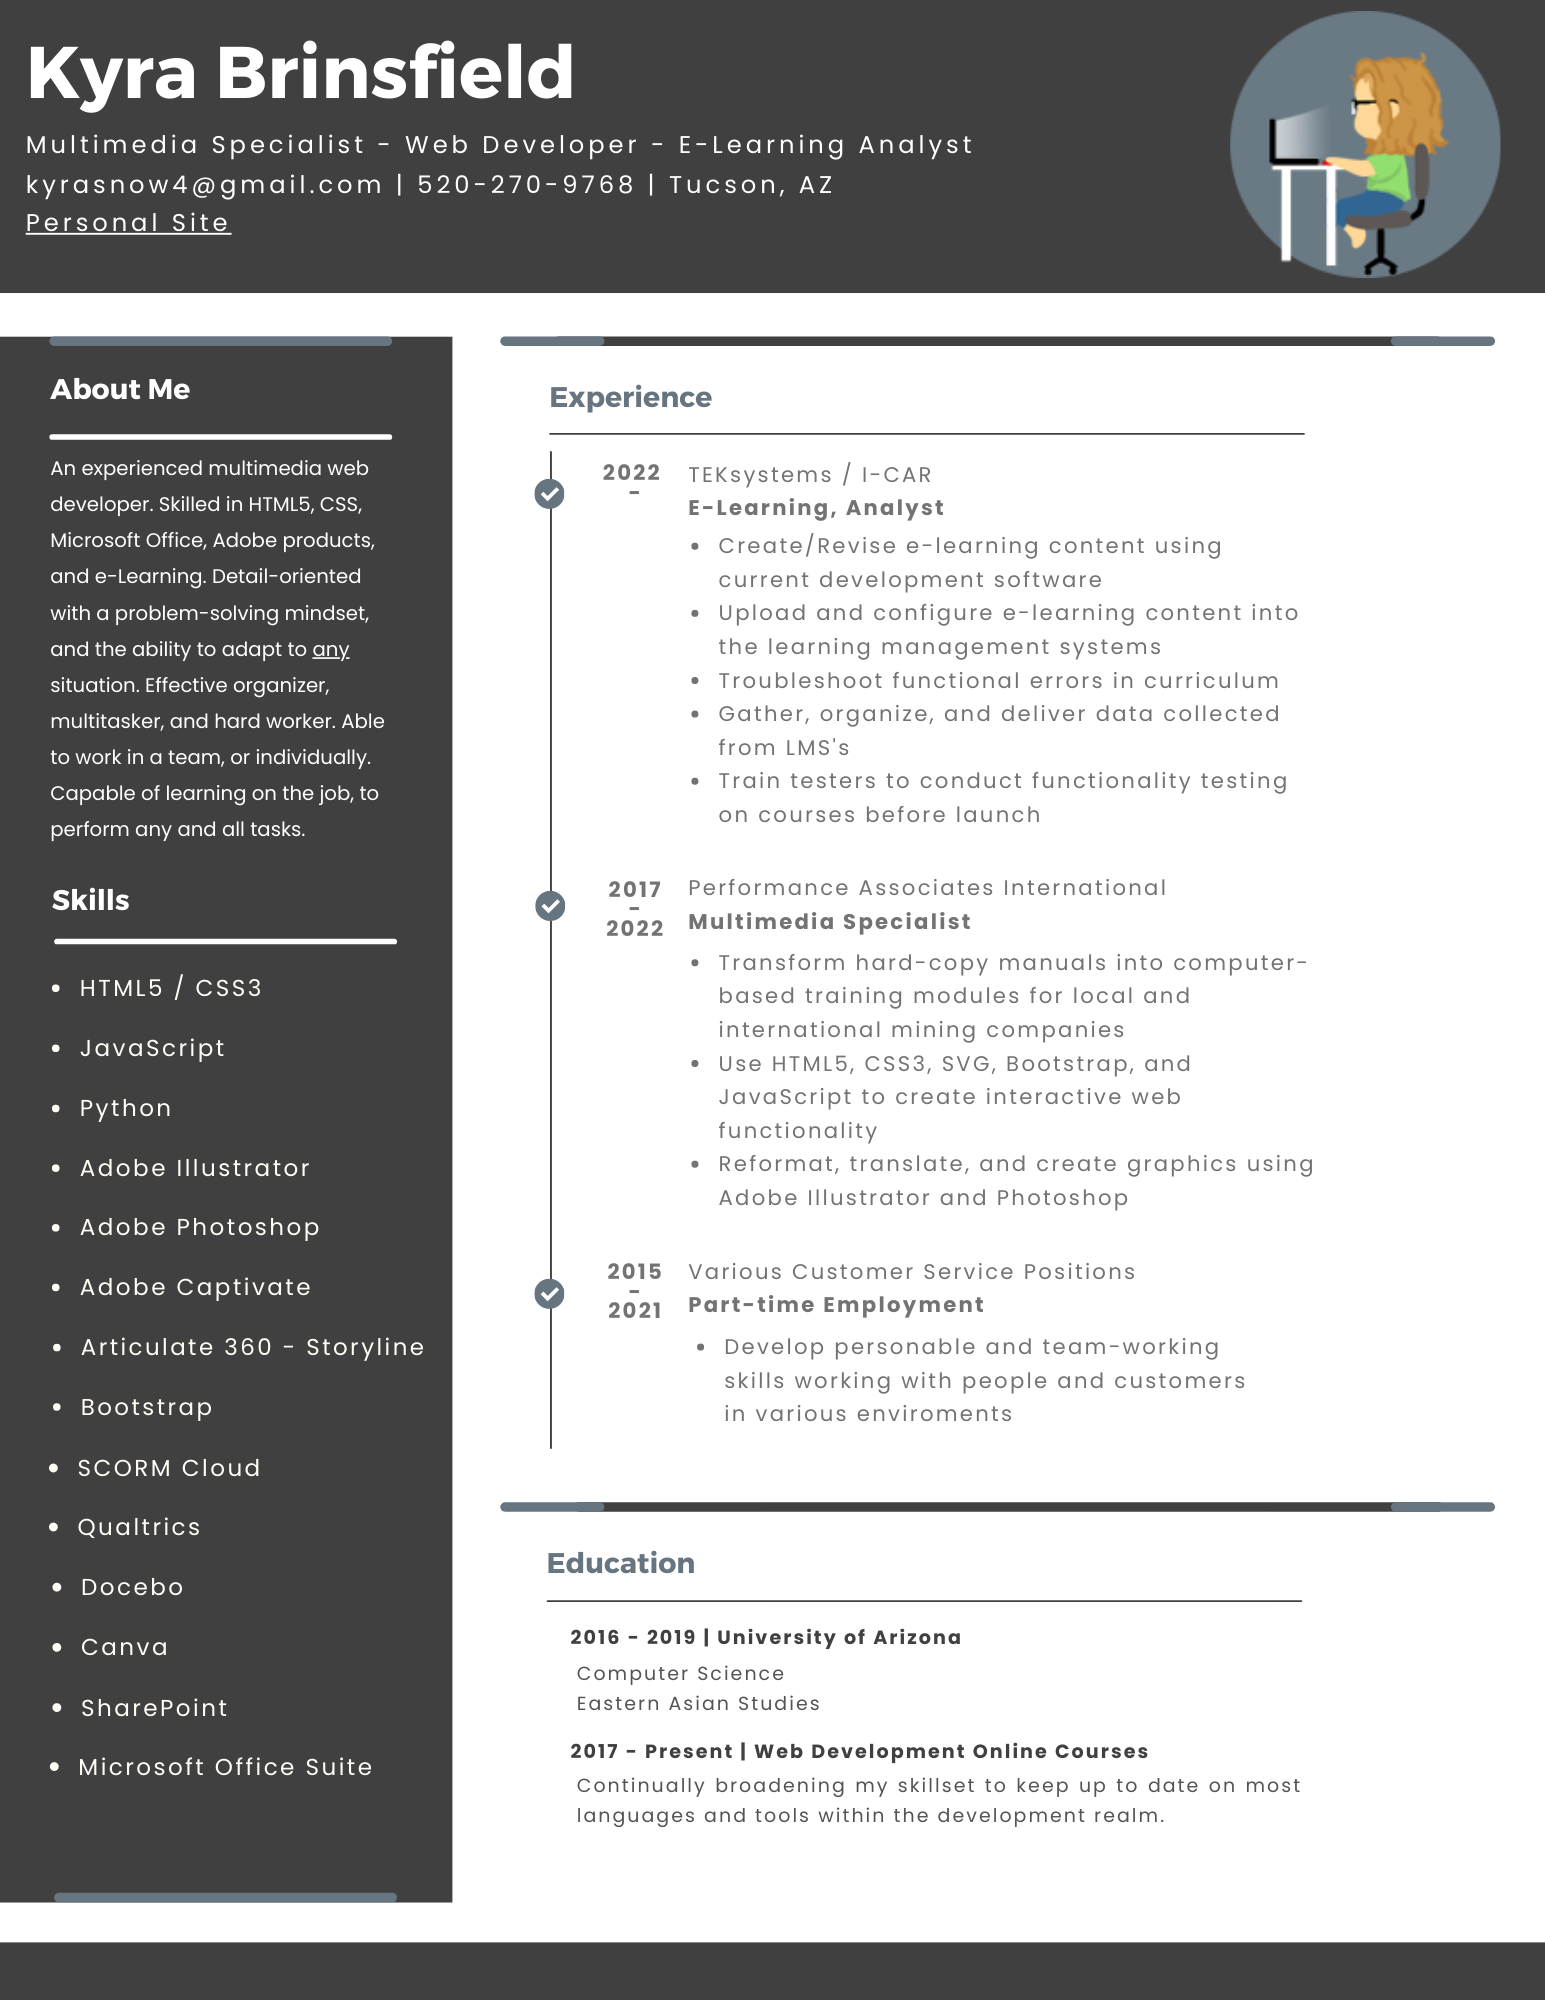 Kyra Brinsfield
Multimedia Specialist - Web Developer - E-Learning Analyst
kyrasnow4@gmail.com | 520-270-9768 | Tucson, AZ
Personal Site
About Me
An experienced multimedia web
developer. Skilled in HTML5, CSS,
Microsoft Office, Adobe products,
and e-Learning. Detail-oriented
with a problem-solving mindset,
and the ability to adapt to any
situation. Effective organizer,
multitasker, and hard worker. Able
to work in a team, or individually.
Capable of learning on the job, to
perform any and all tasks.
Skills
• HTML5 / CSS3
• JavaScript
• Python
• Adobe Illustrator
• Adobe Photoshop
• Adobe Captivate
• Articulate 360 - Storyline
• Bootstrap
• SCORM Cloud
• Qualtrics
• Docebo
• Canva
• SharePoint
• Microsoft Office Suite
Experience
2022
-
TEKsystems / I-CAR
E-Learning, Analyst
• Create/Revise e-learning content using
current development software
• Upload and configure e-learning content into
the learning management systems
• Troubleshoot functional errors in curriculum
• Gather, organize, and deliver data collected
from LMS's
• Train testers to conduct functionality testing
on courses before launch
2017
-
2022
Performance Associates International
Multimedia Specialist
• Transform hard-copy manuals into computer-
based training modules for local and
international mining companies
• Use HTML5, CSS3, SVG, Bootstrap, and
JavaScript to create interactive web
functionality
• Reformat, translate, and create graphics using
Adobe Illustrator and Photoshop
2015
-
2021
Various Customer Service Positions
Part-time Employment
• Develop personable and team-working
skills working with people and customers
in various enviroments
Education
2016 - 2019 | University of Arizona
Computer Science
Eastern Asian Studies
2017 - Present | Web Development Online Courses
Continually broadening my skillset to keep up to date on most
languages and tools within the development realm.